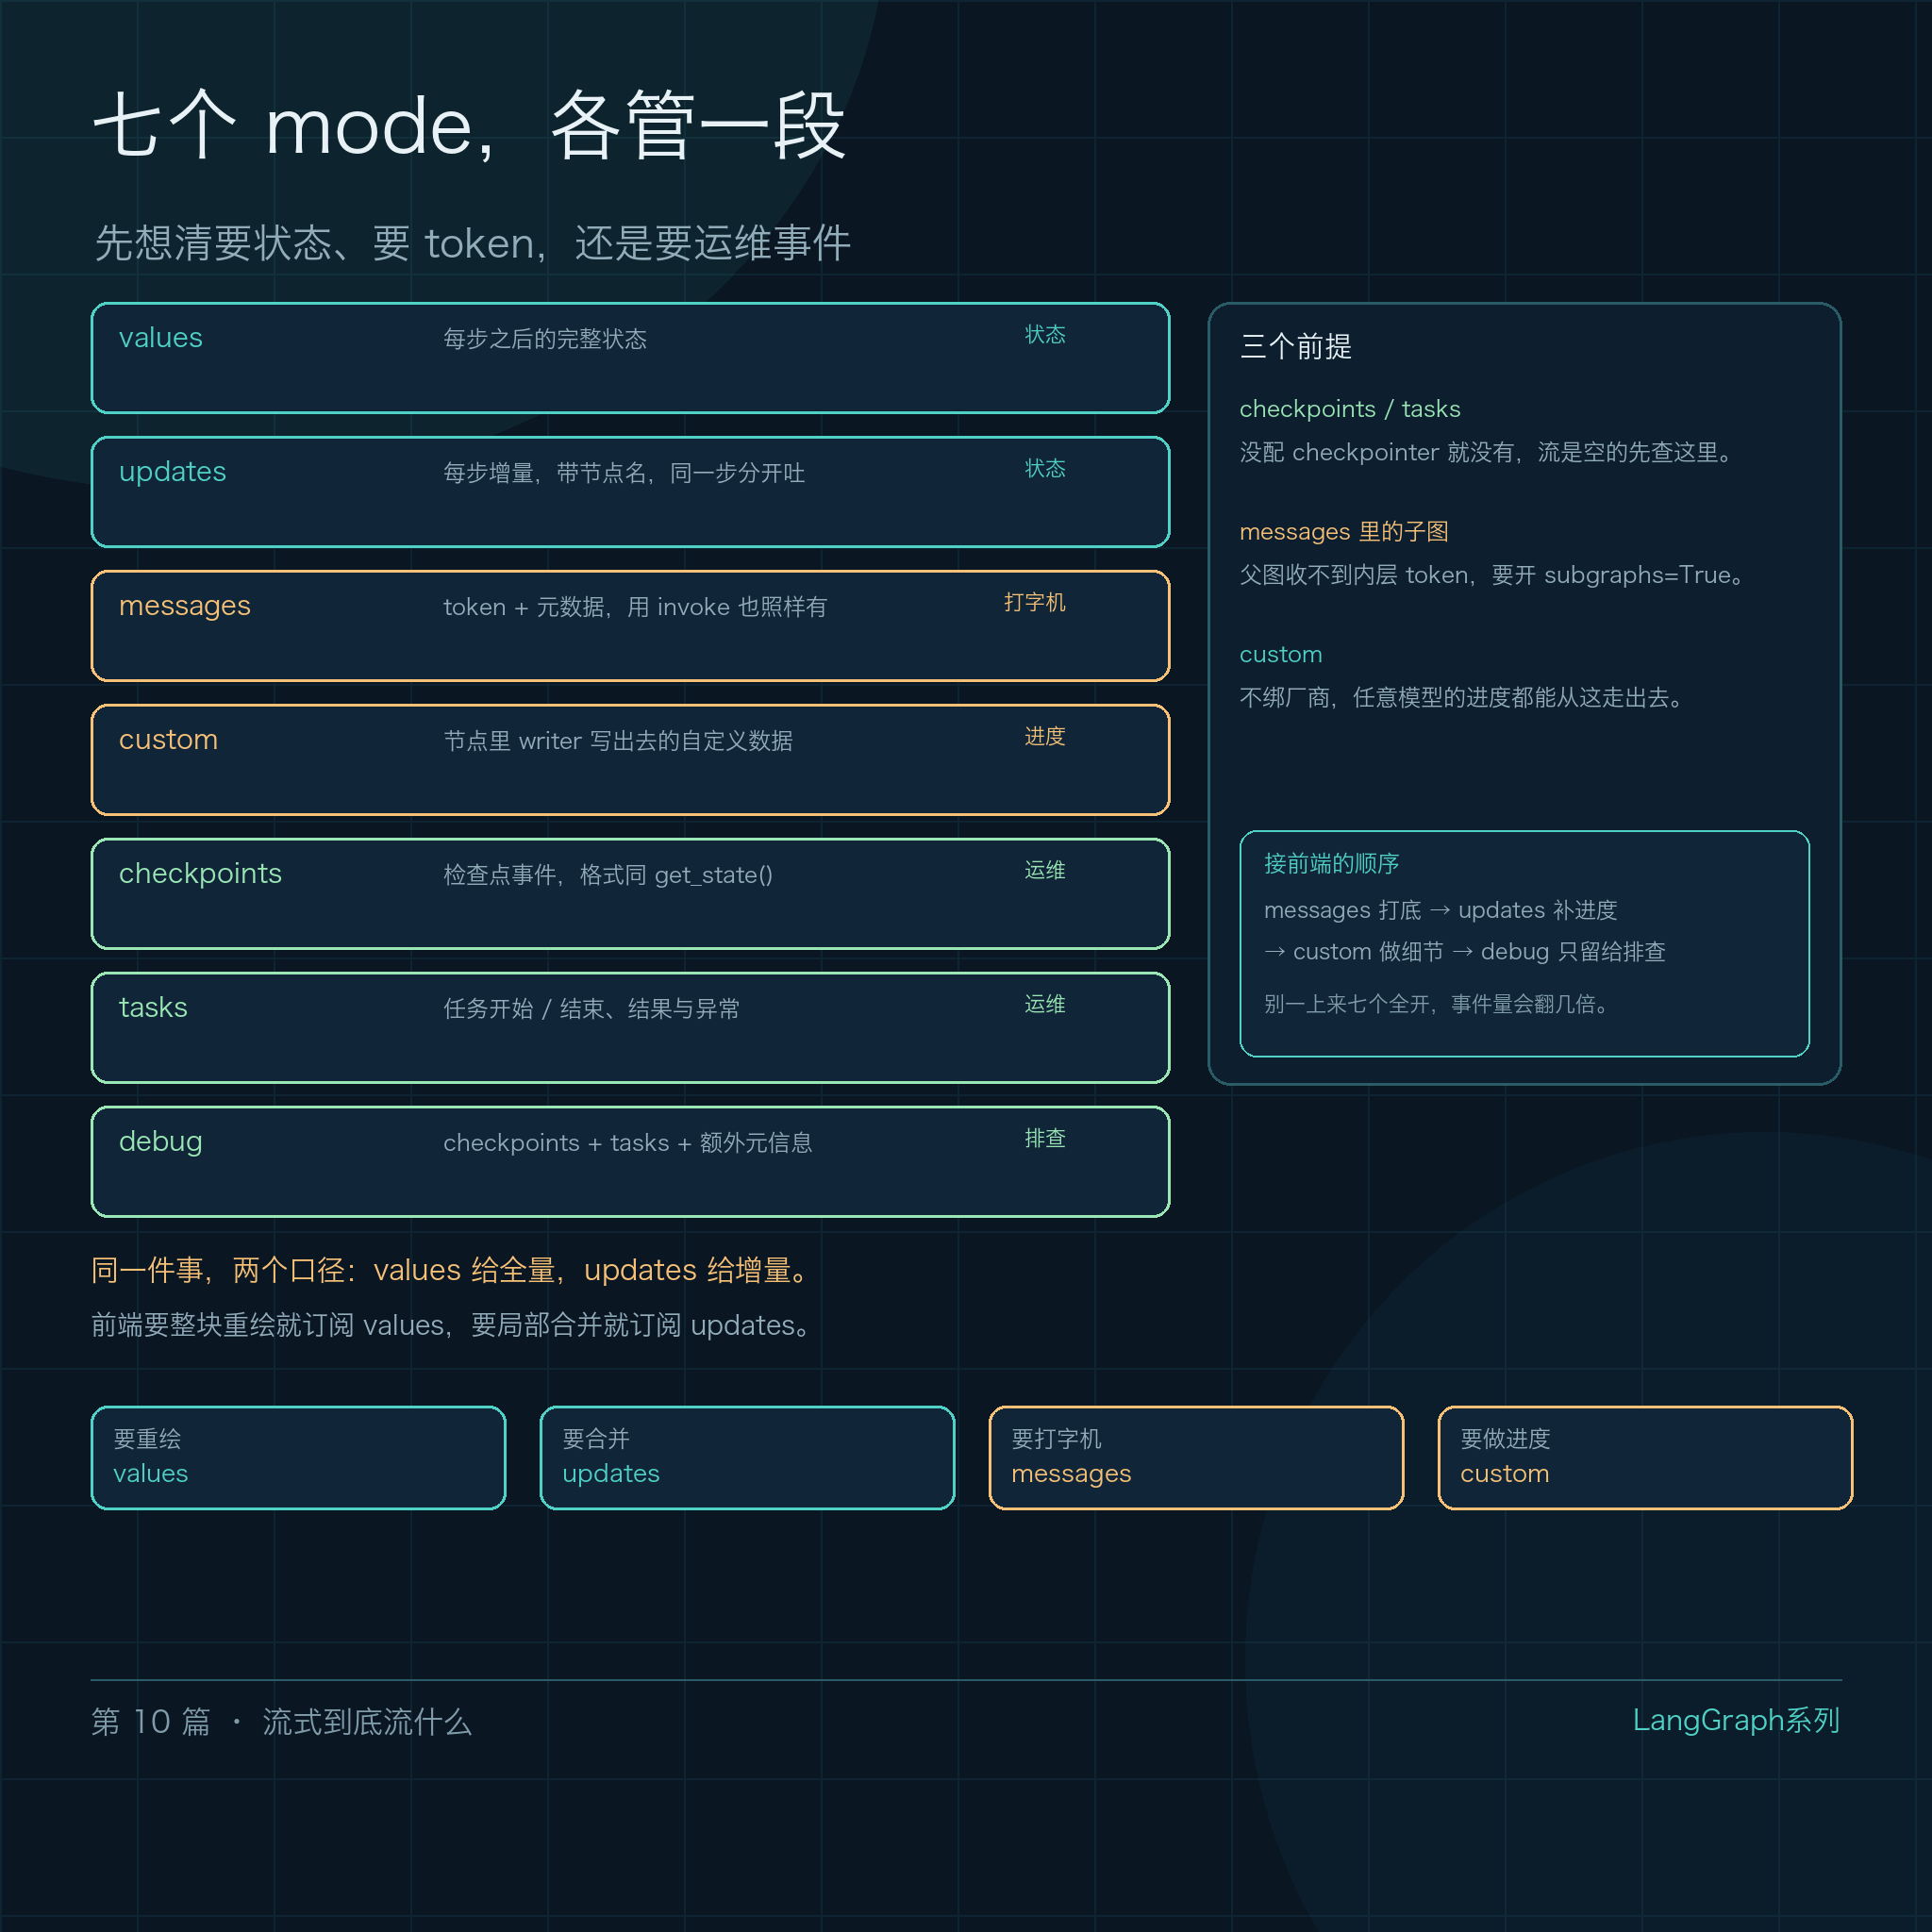 七个 mode，各管一段
先想清要状态、要 token，还是要运维事件
values 每步之后的完整状态 状态
updates 每步增量，带节点名，同一步分开吐 状态
messages token + 元数据，用 invoke 也照样有 打字机
custom 节点里 writer 写出去的自定义数据 进度
checkpoints 检查点事件，格式同 get_state() 运维
tasks 任务开始 / 结束、结果与异常 运维
debug checkpoints + tasks + 额外元信息 排查
三个前提
checkpoints / tasks
没配 checkpointer 就没有，流是空的先查这里。
messages 里的子图
父图收不到内层 token，要开 subgraphs=True。
custom
不绑厂商，任意模型的进度都能从这走出去。
接前端的顺序
messages 打底 → updates 补进度
→ custom 做细节 → debug 只留给排查
别一上来七个全开，事件量会翻几倍。
同一件事，两个口径：values 给全量，updates 给增量。
前端要整块重绘就订阅 values，要局部合并就订阅 updates。
要重绘
values
要合并
updates
要打字机
messages
要做进度
custom
第 10 篇 · 流式到底流什么
LangGraph系列